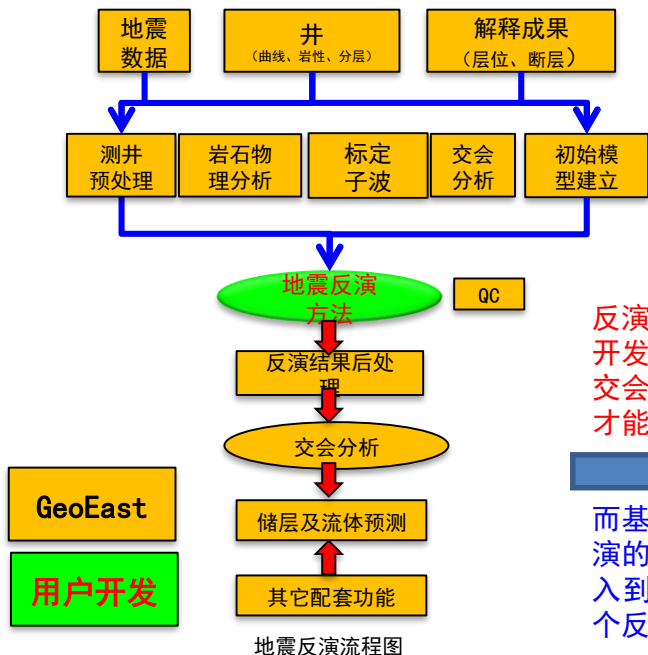 地震
数据
井
（曲线、岩性、分层）
解释成果
（层位、断层）
测井
预处理
岩石物
理分析
标定
子波
交会
分析
初始模
型建立
地震反演
方法
QC
反演结果后处
理
交会分析
储层及流体预测
其它配套功能
GeoEast
用户开发
地震反演流程图
反演
开发
交会
才能
而基
演的
入到
个反